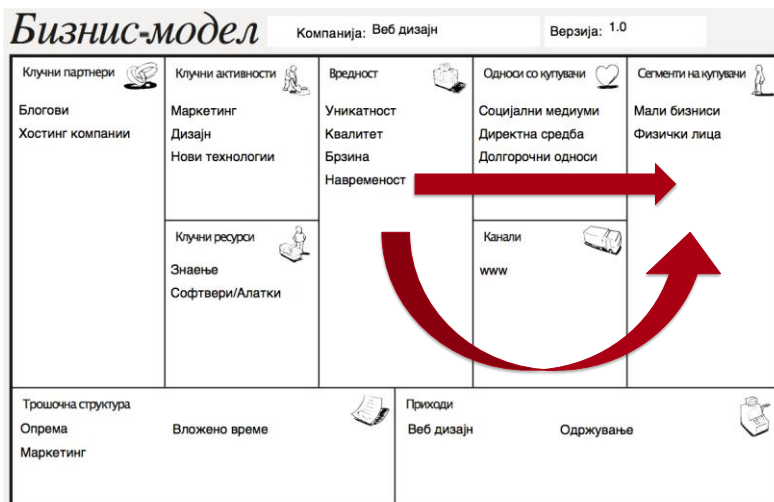 Бизнис-модел
Компанија: Веб дизајн
Верзија: 1.0
Клучни партнери
Блогови
Хостинг компании
Клучни активности
Маркетинг
Дизајн
Нови технологии
Клучни ресурси
Знаење
Софтвери/Алатки
Вредност
Уникатност
Квалитет
Брзина
Навременост
Односи со купувачи
Социјални медиуми
Директна средба
Долгорочни односи
Канали
www
Сегменти на купувачи
Мали бизниси
Физички лица
Трошочна структура
Опрема
Вложено време
Маркетинг
Приходи
Веб дизајн
Одржување